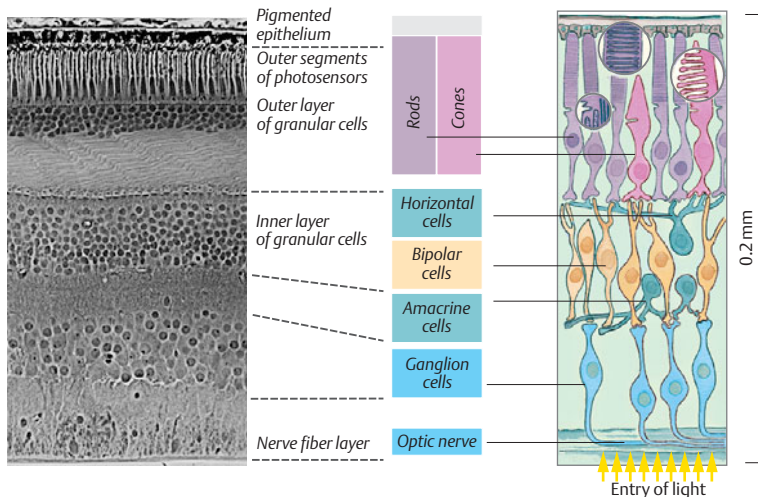 Pigmented
epithelium
Outer segments
of photosensors
Outer layer
of granular cells
Inner layer
of granular cells
Nerve fiber layer
Rods
Cones
Horizontal
cells
Bipolar
cells
Amacrine
cells
Ganglion
cells
Optic nerve
0.2 mm
Entry of light